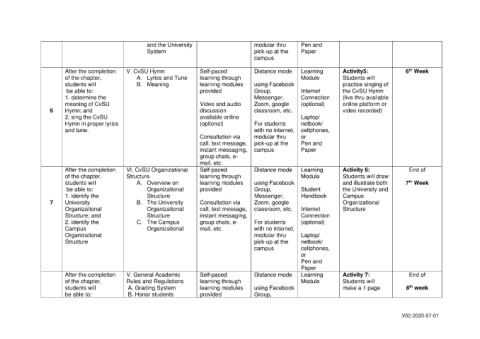 and the University
System
modular thru
pick-up at the
campus
Pen and
Paper
6
After the completion
of the chapter,
students will
be able to:
1. determine the
meaning of CvSU
Hymn; and
2. sing the CvSU
Hymn in proper lyrics
and tune.
V. CvSU Hymn
A. Lyrics and Tune
B. Meaning
Self-paced
learning through
learning modules
provided
Video and audio
discussion
available online
(optional)
Consultation via
call, text message,
instant messaging,
group chats, e-
mail, etc.
Distance mode
using Facebook
Group,
Messenger,
Zoom, google
classroom, etc.
For students
with no internet,
modular thru
pick-up at the
campus
Learning
Module
Internet
Connection
(optional)
Laptop/
netbook/
cellphones,
or
Pen and
Paper
Activity5:
Students will
practice singing of
the CvSU Hymn
(live thru available
online platform or
video recorded)
6th Week
7
After the completion
of the chapter,
students will
be able to:
1. identify the
University
Organizational
Structure; and
2. identify the
Campus
Organizational
Structure
VI. CvSU Organizational
Structure
A. Overview on
Organizational
Structure
B. The University
Organizational
Structure
C. The Campus
Organizational
Self-paced
learning through
learning modules
provided
Consultation via
call, text message,
instant messaging,
group chats, e-
mail, etc.
Distance mode
using Facebook
Group,
Messenger,
Zoom, google
classroom, etc.
For students
with no internet,
modular thru
pick-up at the
campus
Learning
Module
Student
Handbook
Internet
Connection
(optional)
Laptop/
netbook/
cellphones,
or
Pen and
Paper
Activity 6:
Students will draw
and illustrate both
the University and
Campus
Organizational
Structure
End of
7th Week
After the completion
of the chapter,
students will
be able to:
V. General Academic
Rules and Regulations
A. Grading System
B. Honor students
Self-paced
learning through
learning modules
provided
Distance mode
using Facebook
Group,
Learning
Module
Activity 7:
Students will
make a 1 page
End of
8th week
V02-2020-07-01